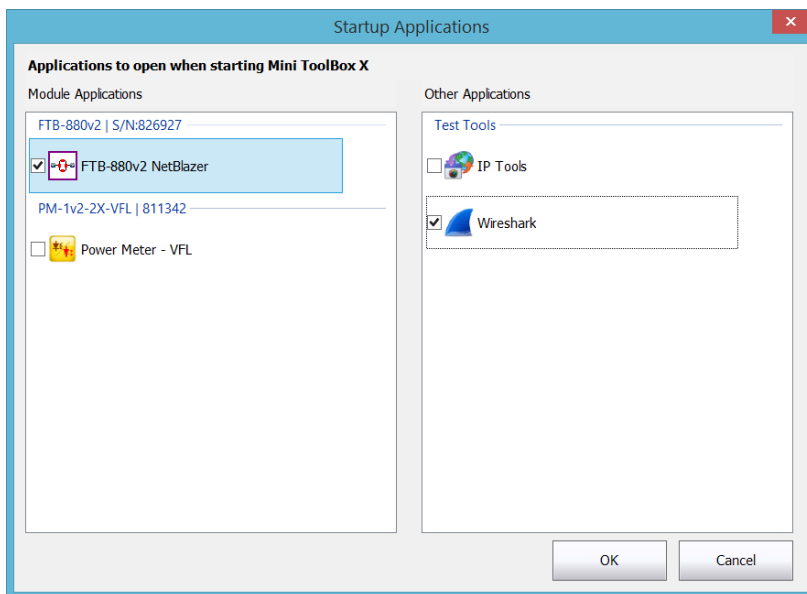 Startup Applications
Applications to open when starting Mini ToolBox X
Module Applications
FTB-880v2 | S/N:826927
FTB-880v2 NetBlazer
PM-1v2-2X-VFL | 811342
Power Meter - VFL
Other Applications
Test Tools
IP Tools
Wireshark
OK
Cancel